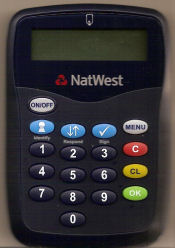 NatWest
ON/OFF
Identify Respond Sign MENU
1 2 3 C
4 5 6 CL
7 8 9 OK
0